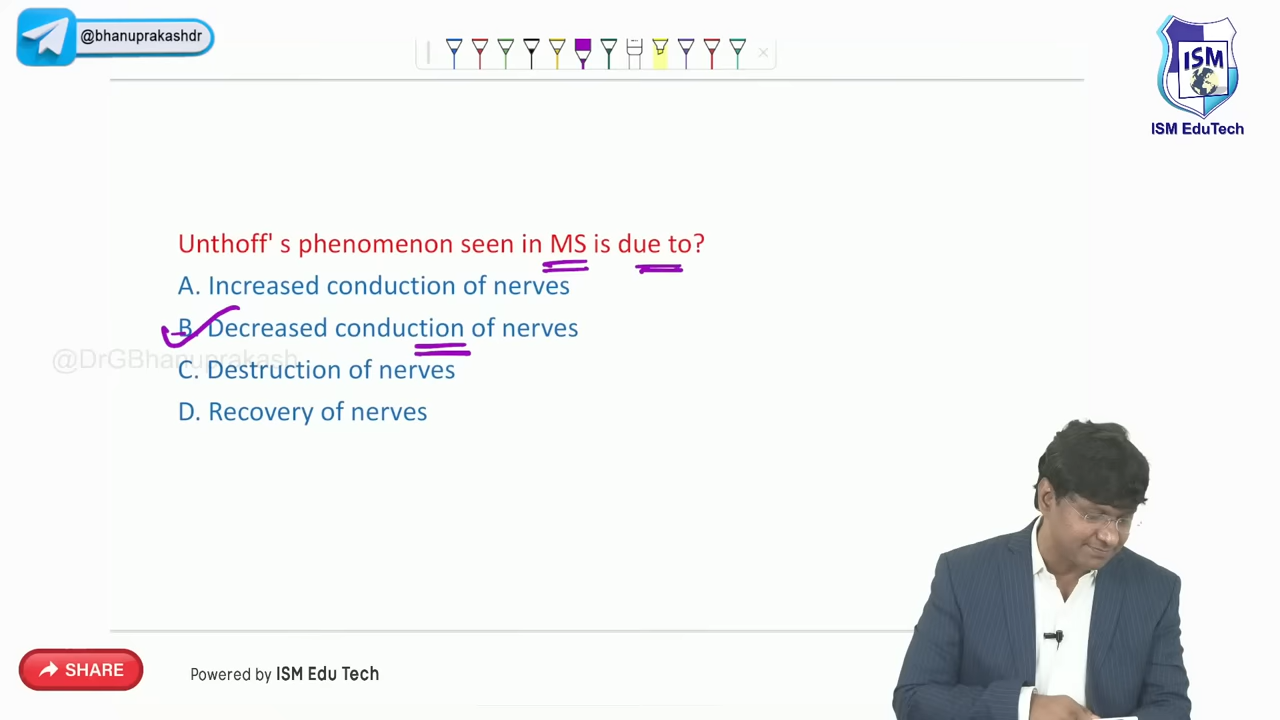 @bhanuprakashdr
ISM
ISM EduTech
Unthoff' s phenomenon seen in MS is due to?
A. Increased conduction of nerves
B. Decreased conduction of nerves
@DrGBhanuprakash
C. Destruction of nerves
D. Recovery of nerves
SHARE
Powered by ISM Edu Tech